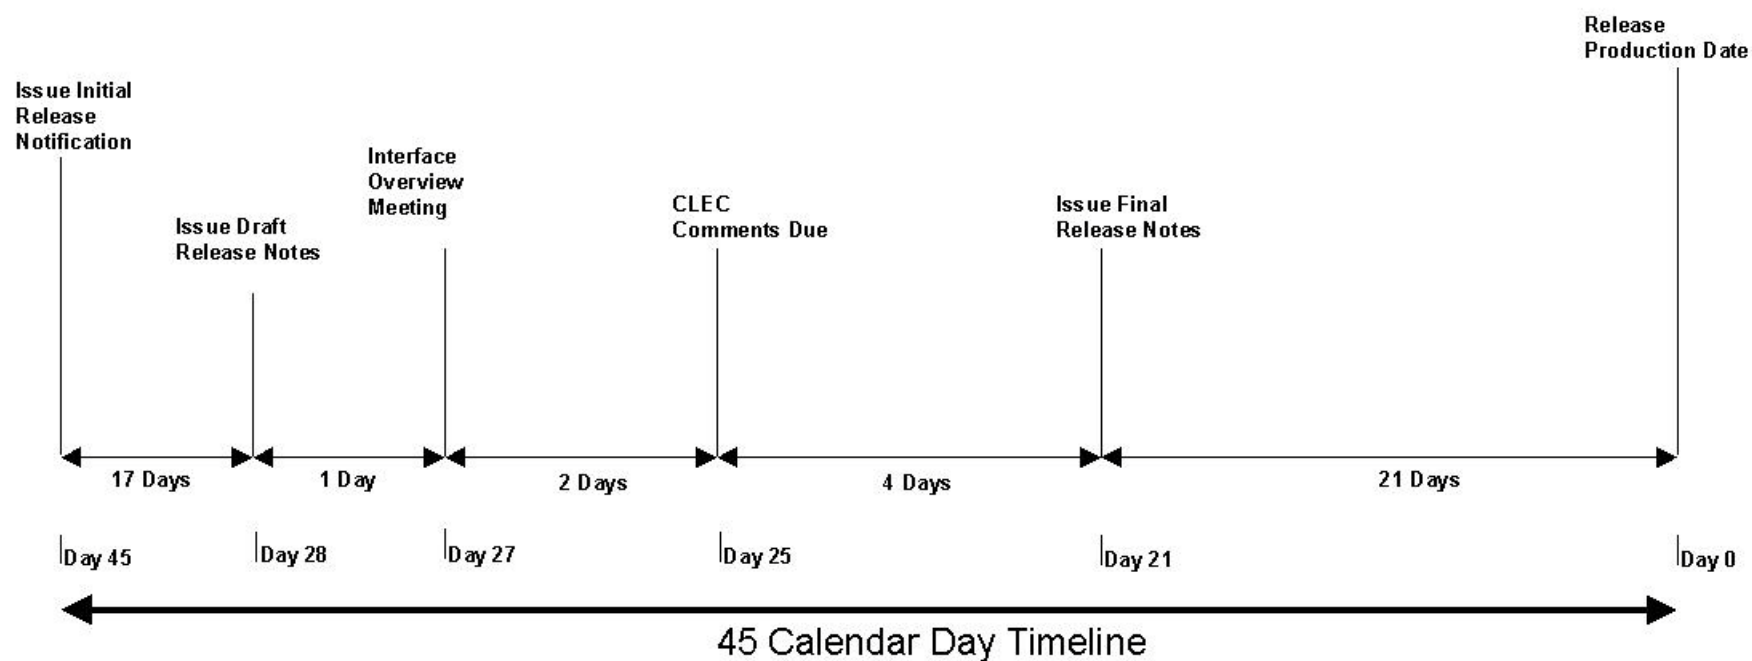 Release
Production Date
Issue Initial
Release
Notification
Interface
Overview
Meeting
CLEC
Comments Due
Issue Final
Release Notes
Issue Draft
Release Notes
17 Days
1 Day
2 Days
4 Days
21 Days
Day 45
Day 28
Day 27
Day 25
Day 21
Day 0
45 Calendar Day Timeline